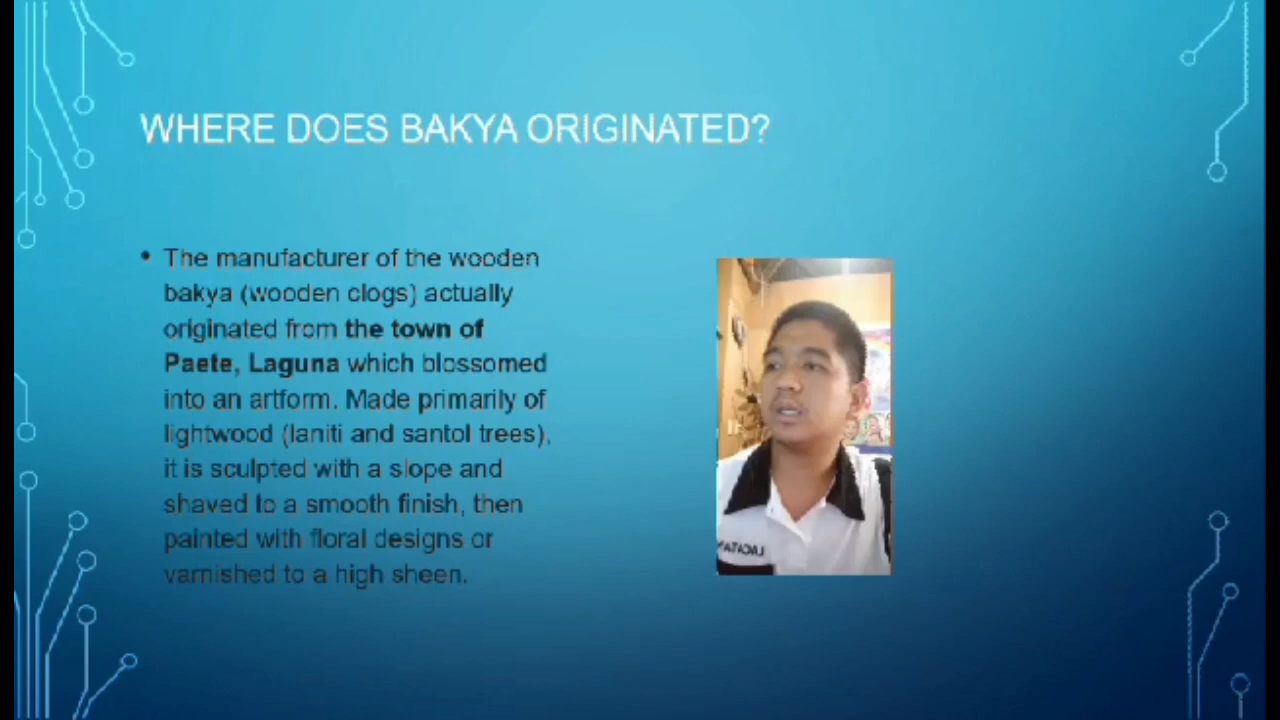 WHERE DOES BAKYA ORIGINATED?
• The manufacturer of the wooden
bakya (wooden clogs) actually
originated from the town of
Paete, Laguna which blossomed
into an artform. Made primarily of
lightwood (laniti and santol trees),
it is sculpted with a slope and
shaved to a smooth finish, then
painted with floral designs or
varnished to a high sheen.